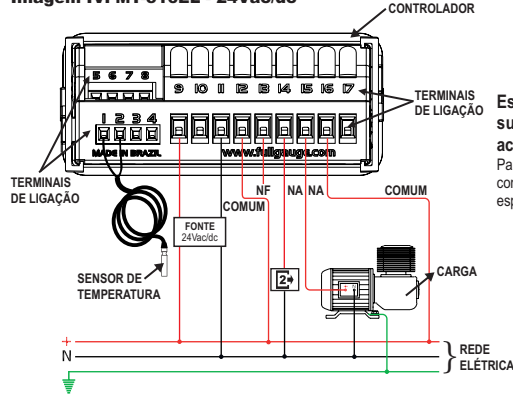 Imagem IV: MT-516EL - 24Vac/dc
CONTROLADOR
5 6 7 8
9 10 11 12 13 14 15 16 17
TERMINAIS
DE LIGAÇÃO
1 2 3 4
MADE IN BRAZIL
www.fullgauge.com
TERMINAIS
DE LIGAÇÃO
NF
NA
NA
COMUM
COMUM
FONTE
24Vac/dc
SENSOR DE
TEMPERATURA
2
CARGA
+
N
REDE
ELÉTRICA
Es
su
ac
Pa
con
esp